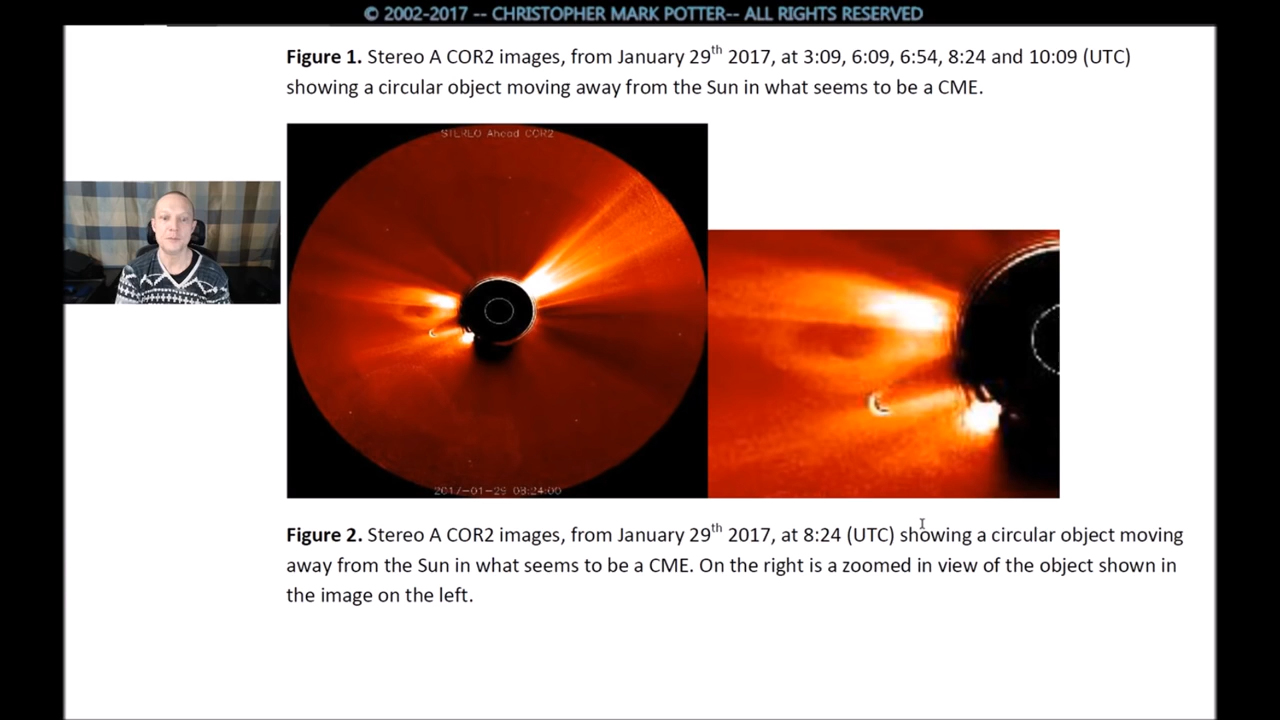 © 2002-2017 -- CHRISTOPHER MARK POTTER-- ALL RIGHTS RESERVED
Figure 1. Stereo A COR2 images, from January 29th 2017, at 3:09, 6:09, 6:54, 8:24 and 10:09 (UTC)
showing a circular object moving away from the Sun in what seems to be a CME.
STEREO Ahead COR2
2017-01-29 08:24:00
Figure 2. Stereo A COR2 images, from January 29th 2017, at 8:24 (UTC) showing a circular object moving
away from the Sun in what seems to be a CME. On the right is a zoomed in view of the object shown in
the image on the left.